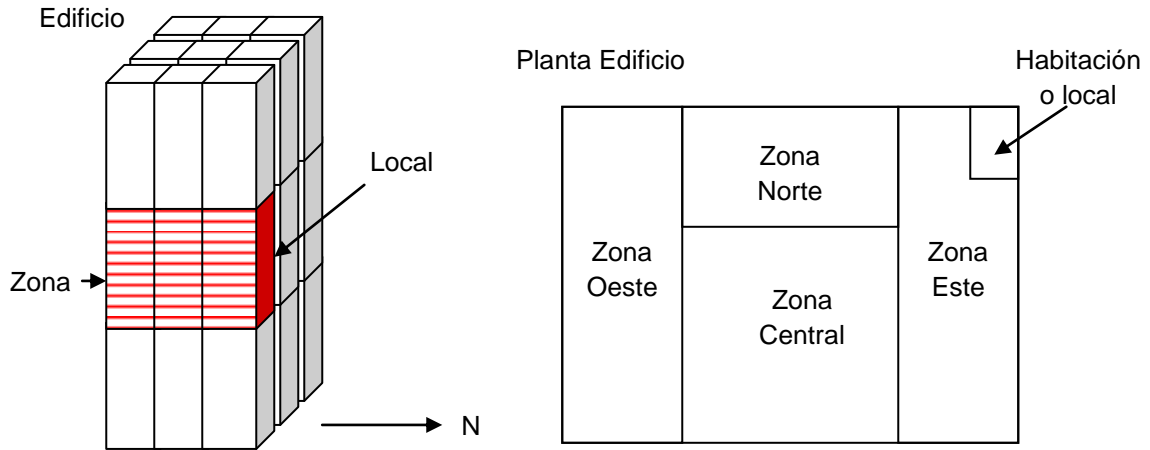 Edificio
Local
Zona
N
Planta Edificio
Habitación
o local
Zona
Norte
Zona
Oeste
Zona
Este
Zona
Central